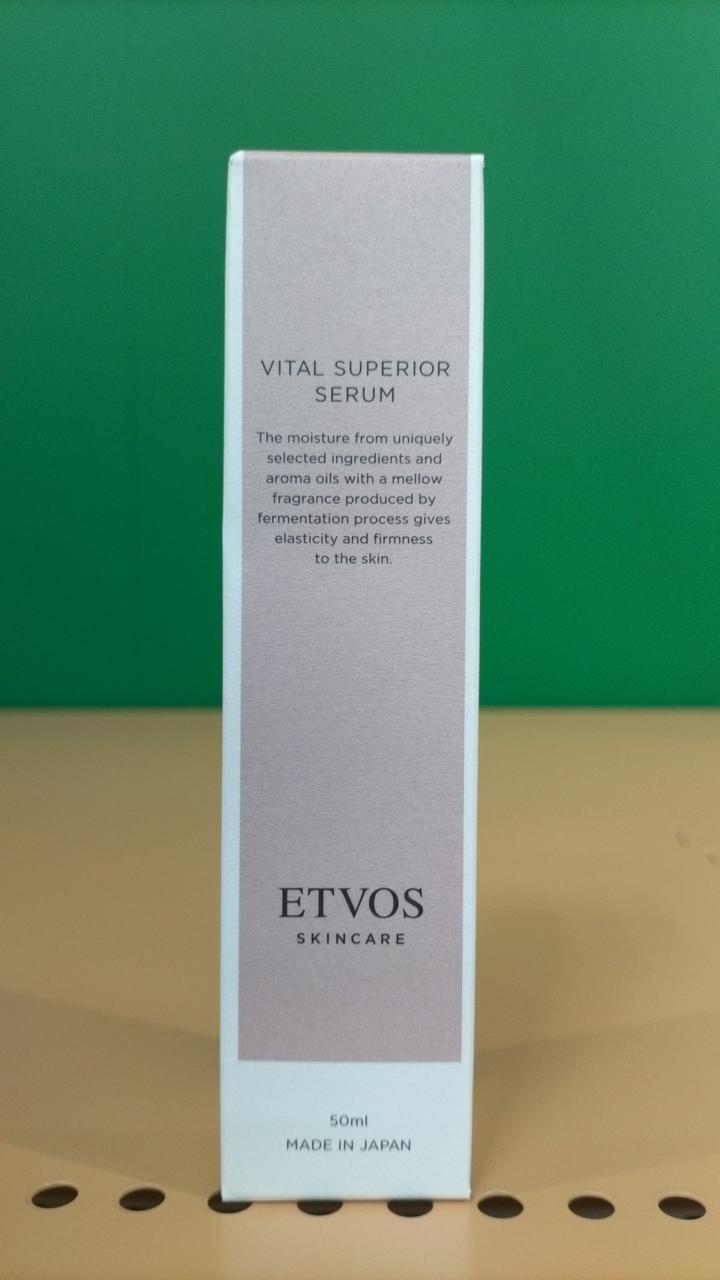 VITAL SUPERIOR
SERUM
The moisture from uniquely
selected ingredients and
aroma oils with a mellow
fragrance produced by
fermentation process gives
elasticity and firmness
to the skin.
ETVOS
SKINCARE
50ml
MADE IN JAPAN